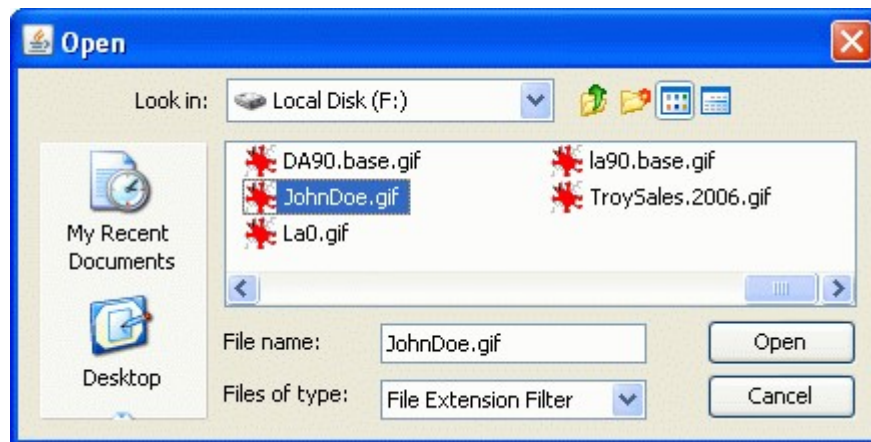 Open
Look in: Local Disk (F:)
My Recent
Documents
Desktop
DA90.base.gif
JohnDoe.gif
La0.gif
la90.base.gif
TroySales.2006.gif
File name: JohnDoe.gif Open
Files of type: File Extension Filter Cancel